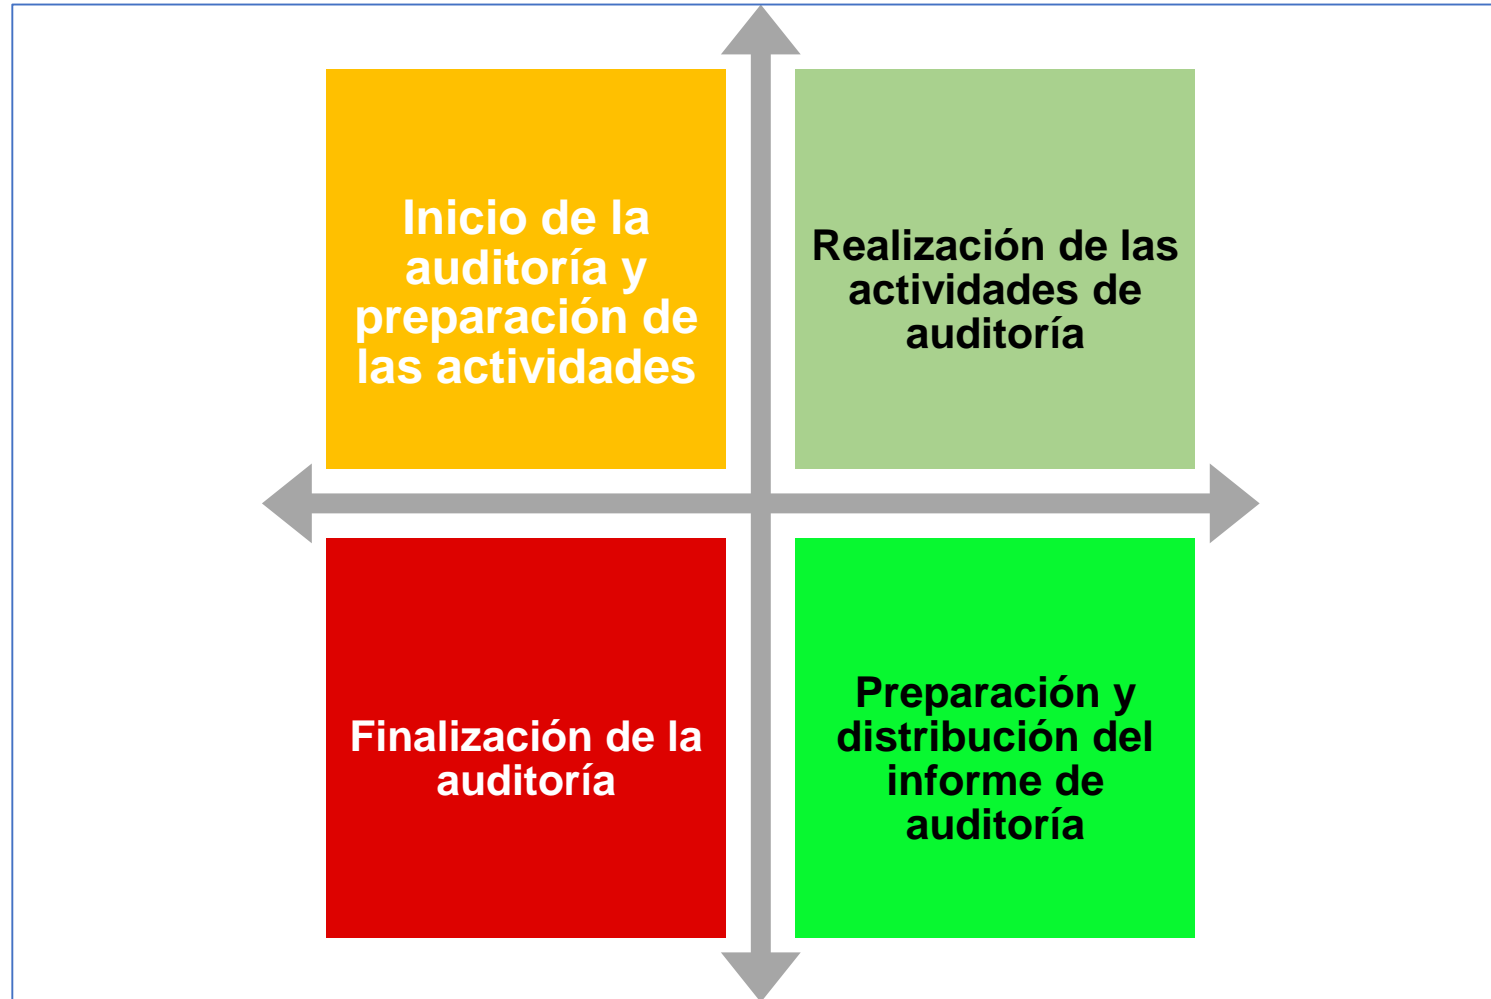 Inicio de la
auditoría y
preparación de
las actividades
Realización de las
actividades de
auditoría
Finalización de la
auditoría
Preparación y
distribución del
informe de
auditoría